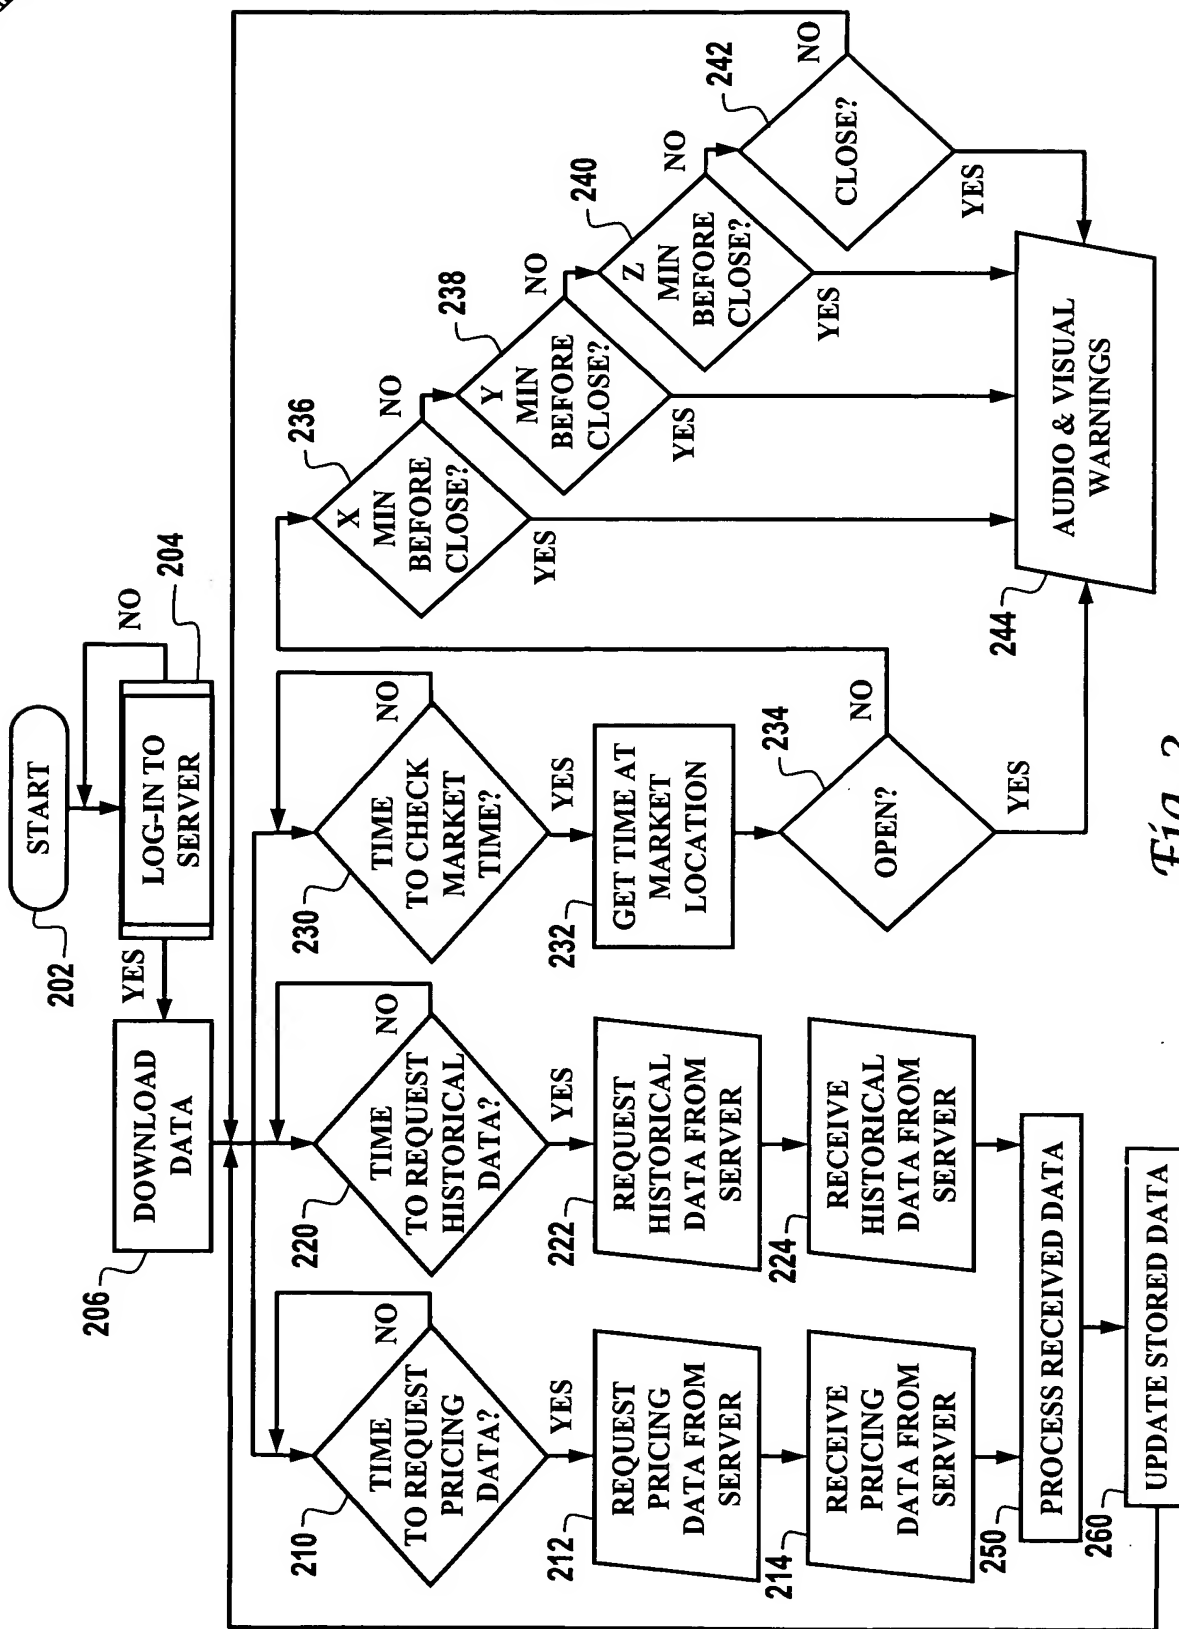 START
202
LOG-IN TO
SERVER
204
NO
YES
DOWNLOAD
DATA
206
TIME
TO REQUEST
PRICING
DATA?
210
NO
YES
REQUEST
PRICING
DATA FROM
SERVER
212
RECEIVE
PRICING
DATA FROM
SERVER
214
TIME
TO REQUEST
HISTORICAL
DATA?
220
NO
YES
REQUEST
HISTORICAL
DATA FROM
SERVER
222
RECEIVE
HISTORICAL
DATA FROM
SERVER
224
PROCESS RECEIVED DATA
250
UPDATE STORED DATA
260
TIME
TO CHECK
MARKET
TIME?
230
NO
YES
GET TIME AT
MARKET
LOCATION
232
OPEN?
234
NO
YES
X
MIN
BEFORE
CLOSE?
236
NO
YES
Y
MIN
BEFORE
CLOSE?
238
NO
YES
Z
MIN
BEFORE
CLOSE?
240
NO
YES
CLOSE?
242
NO
YES
AUDIO & VISUAL
WARNINGS
244
Fig.